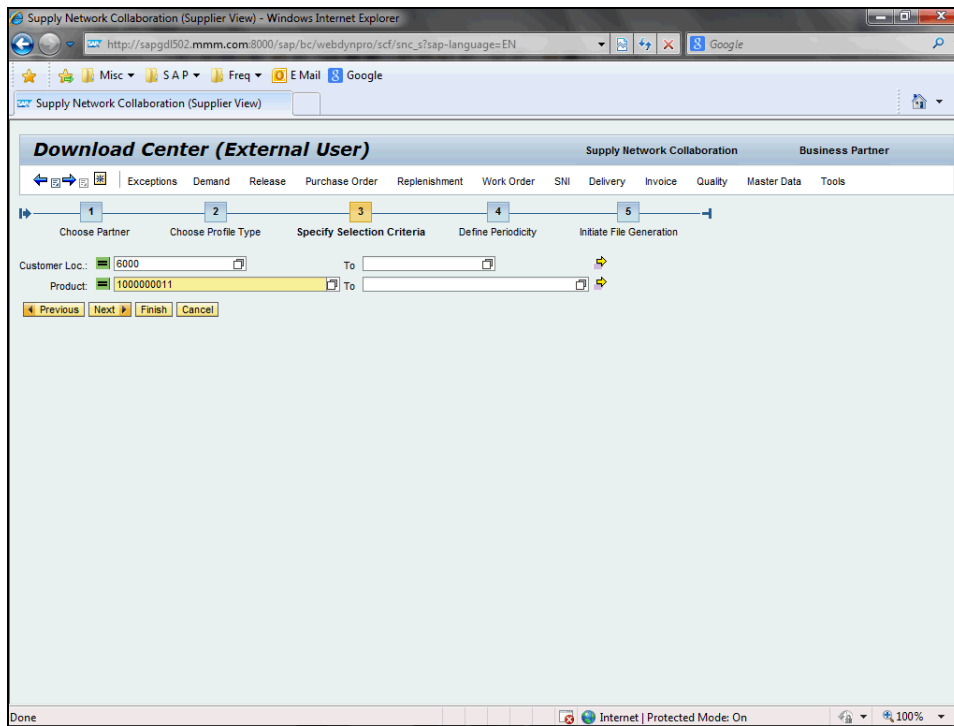 Supply Network Collaboration (Supplier View) - Windows Internet Explorer
http://sapgdl502.mmm.com:8000/sap/bc/webdynpro/scf/snc_s?sap-language=EN
Google
Misc SAP Freq E Mail Google
Supply Network Collaboration (Supplier View)
Download Center (External User) Supply Network Collaboration Business Partner
Exceptions Demand Release Purchase Order Replenishment Work Order SNI Delivery Invoice Quality Master Data Tools
1 2 3 4 5
Choose Partner Choose Profile Type Specify Selection Criteria Define Periodicity Initiate File Generation
Customer Loc.: 6000 To
Product: 1000000011 To
Previous Next Finish Cancel
Done Internet | Protected Mode: On 100%